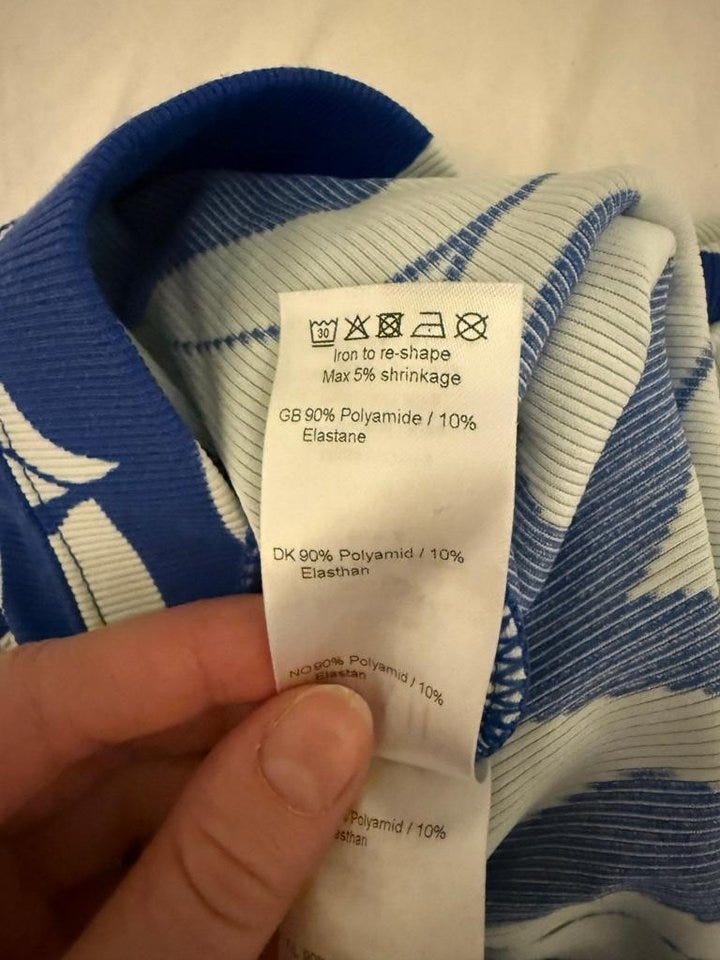 30
Iron to re-shape
Max 5% shrinkage
GB 90% Polyamide / 10%
Elastane
DK 90% Polyamid / 10%
Elasthan
NO 90% Polyamid / 10%
Elastan
Polyamid / 10%